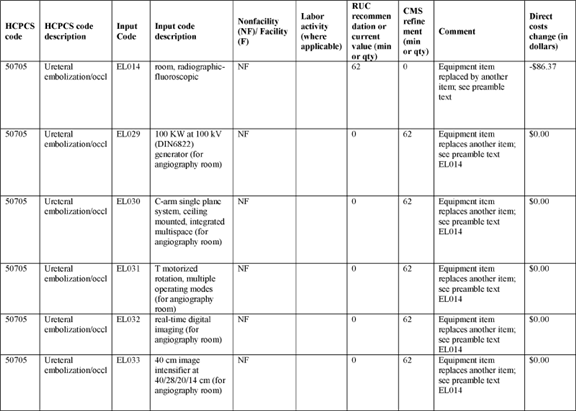 HCPCS code
HCPCS code description
Input Code
Input code description
Nonfacility (NF)/ Facility (F)
Labor activity (where applicable)
RUC recommen dation or current value (min or qty)
CMS refine ment (min or qty)
Comment
Direct costs change (in dollars)
50705
Ureteral embolization/occl
EL014
room, radiographic-fluoroscopic
NF
62
0
Equipment item replaced by another item; see preamble text
-$86.37
50705
Ureteral embolization/occl
EL029
100 KW at 100 kV (DIN6822) generator (for angiography room)
NF
0
62
Equipment item replaces another item; see preamble text EL014
$0.00
50705
Ureteral embolization/occl
EL030
C-arm single plane system, ceiling mounted, integrated multispace (for angiography room)
NF
0
62
Equipment item replaces another item; see preamble text EL014
$0.00
50705
Ureteral embolization/occl
EL031
T motorized rotation, multiple operating modes (for angiography room)
NF
0
62
Equipment item replaces another item; see preamble text EL014
$0.00
50705
Ureteral embolization/occl
EL032
real-time digital imaging (for angiography)
NF
0
62
Equipment item replaces another item; see preamble text EL014
$0.00
50705
Ureteral embolization/occl
EL033
40 cm image intensifier at 40/28/20/14 cm (for angiography room)
NF
0
62
Equipment item replaces another item; see preamble text EL014
$0.00